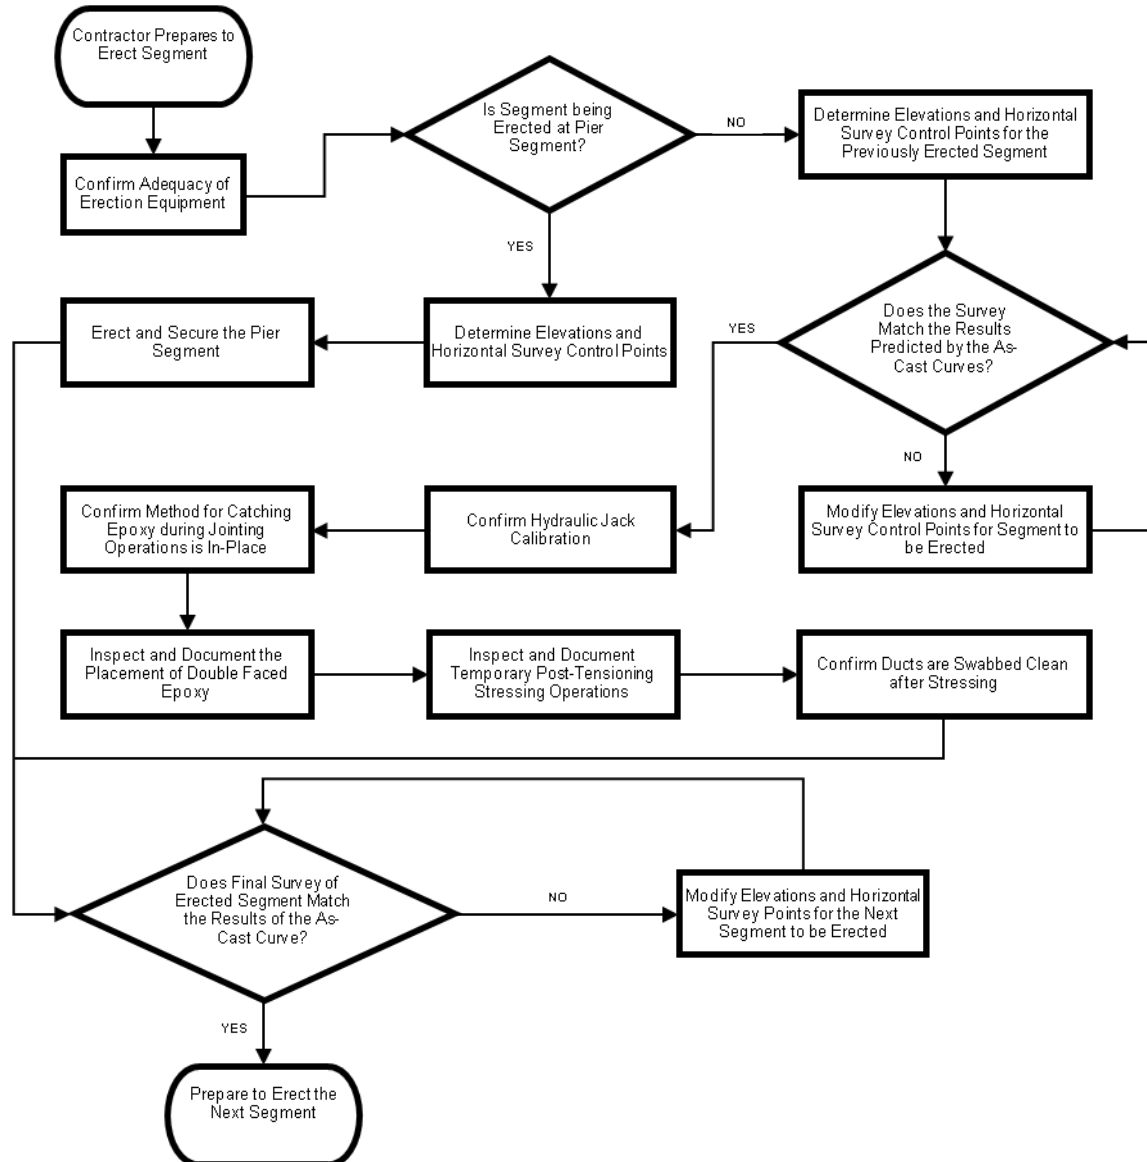 Contractor Prepares to
Erect Segment
Confirm Adequacy of
Erection Equipment
Is Segment being
Erected at Pier
Segment?
NO
Determine Elevations and Horizontal
Survey Control Points for the
Previously Erected Segment
YES
Erect and Secure the Pier
Segment
Determine Elevations and
Horizontal Survey Control Points
YES
Does the Survey
Match the Results
Predicted by the As-
Cast Curves?
NO
Confirm Method for Catching
Epoxy during Jointing
Operations is In-Place
Confirm Hydraulic Jack
Calibration
Modify Elevations and Horizontal
Survey Control Points for Segment to
be Erected
Inspect and Document the
Placement of Double Faced
Epoxy
Inspect and Document
Temporary Post-Tensioning
Stressing Operations
Confirm Ducts are Swabbed Clean
after Stressing
Does Final Survey of
Erected Segment Match
the Results of the As-
Cast Curve?
NO
Modify Elevations and Horizontal
Survey Points for the Next
Segment to be Erected
YES
Prepare to Erect the
Next Segment